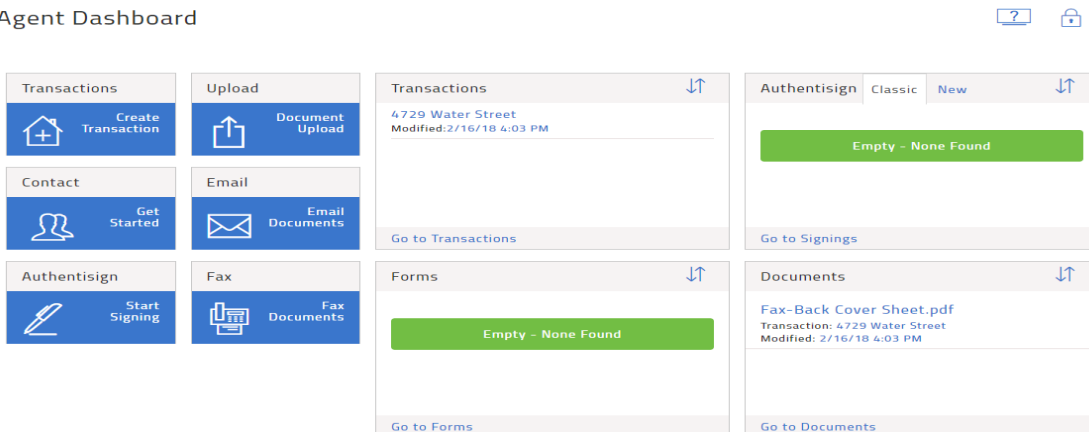 Agent Dashboard
?
Transactions
Create
Transaction
Upload
Document
Upload
Contact
Get
Started
Email
Email
Documents
Authentisign
Start
Signing
Fax
Fax
Documents
Transactions
4729 Water Street
Modified:2/16/18 4:03 PM
Go to Transactions
Authentisign Classic New
Empty - None Found
Go to Signings
Forms
Empty - None Found
Go to Forms
Documents
Fax-Back Cover Sheet.pdf
Transaction: 4729 Water Street
Modified: 2/16/18 4:03 PM
Go to Documents